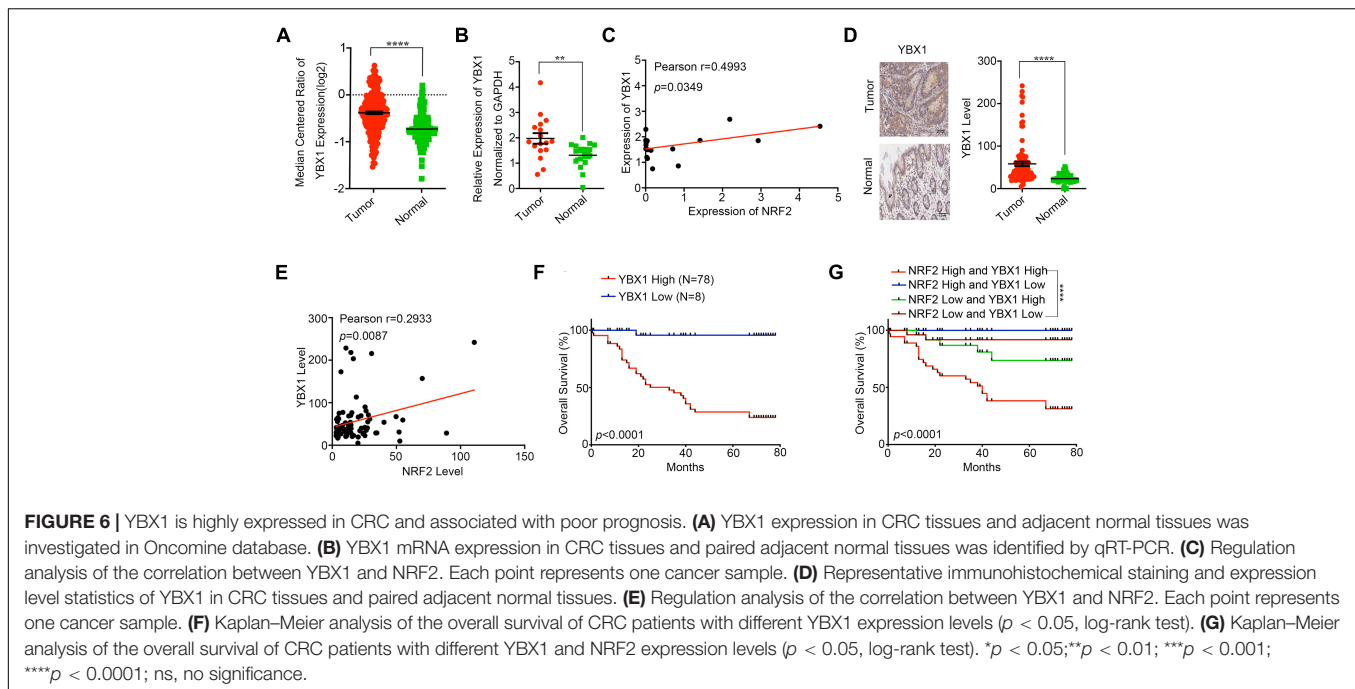 A
Median Centered Ratio of
YBX1 Expression(log2)
1
0
-1
-2
****
Tumor
Normal
B
Relative Expression of YBX1
Normalized to GAPDH
5
4
3
2
1
0
**
Tumor
Normal
C
Expression of YBX1
5
4
3
2
1
0
Pearson r=0.4993
p=0.0349
0 1 2 3 4 5
Expression of NRF2
D
YBX1
Tumor
Normal
YBX1 Level
300
200
100
0
****
Tumor
Normal
E
YBX1 Level
300
200
100
0
Pearson r=0.2933
p=0.0087
0 50 100 150
NRF2 Level
F
YBX1 High (N=78)
YBX1 Low (N=8)
Overall Survival (%)
100
50
0
p<0.0001
0 20 40 60 80
Months
G
NRF2 High and YBX1 High
NRF2 High and YBX1 Low
NRF2 Low and YBX1 High
NRF2 Low and YBX1 Low
****
Overall Survival (%)
100
50
0
p<0.0001
0 20 40 60 80
Months
FIGURE 6 | YBX1 is highly expressed in CRC and associated with poor prognosis. (A) YBX1 expression in CRC tissues and adjacent normal tissues was
investigated in Oncomine database. (B) YBX1 mRNA expression in CRC tissues and paired adjacent normal tissues was identified by qRT-PCR. (C) Regulation
analysis of the correlation between YBX1 and NRF2. Each point represents one cancer sample. (D) Representative immunohistochemical staining and expression
level statistics of YBX1 in CRC tissues and paired adjacent normal tissues. (E) Regulation analysis of the correlation between YBX1 and NRF2. Each point represents
one cancer sample. (F) Kaplan–Meier analysis of the overall survival of CRC patients with different YBX1 expression levels (p < 0.05, log-rank test). (G) Kaplan–Meier
analysis of the overall survival of CRC patients with different YBX1 and NRF2 expression levels (p < 0.05, log-rank test). *p < 0.05;**p < 0.01; ***p < 0.001;
****p < 0.0001; ns, no significance.